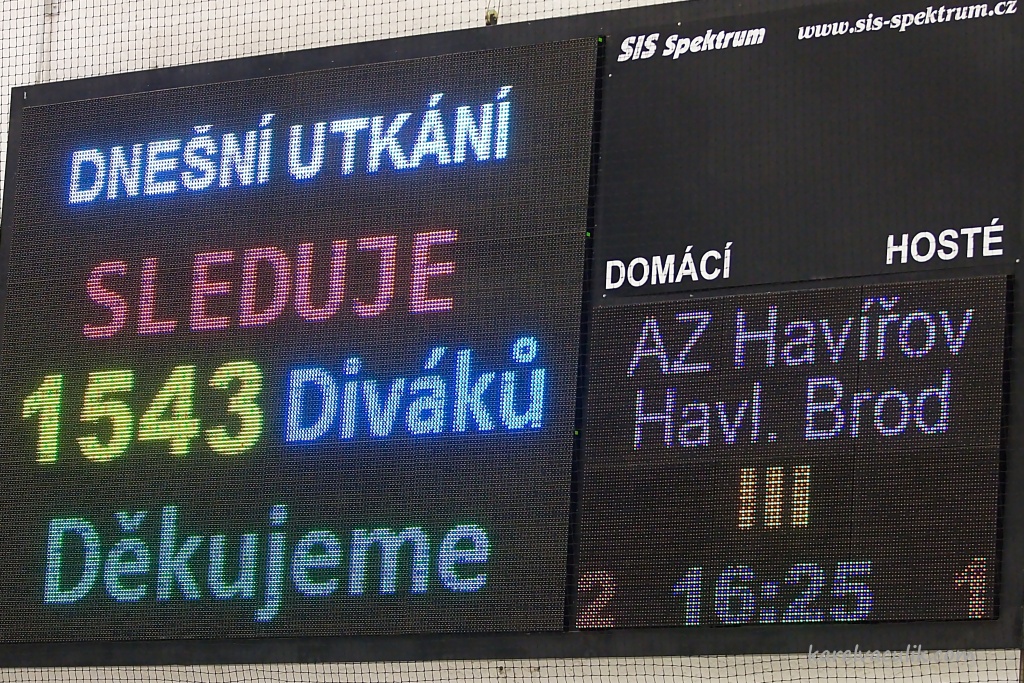 DNEŠNÍ UTKÁNÍ
SLEDUJE
1543 Diváků
Děkujeme
SIS Spektrum www.sis-spektrum.cz
DOMÁCÍ HOSTÉ
AZ Havířov
Havl. Brod
III
2 16:25 1